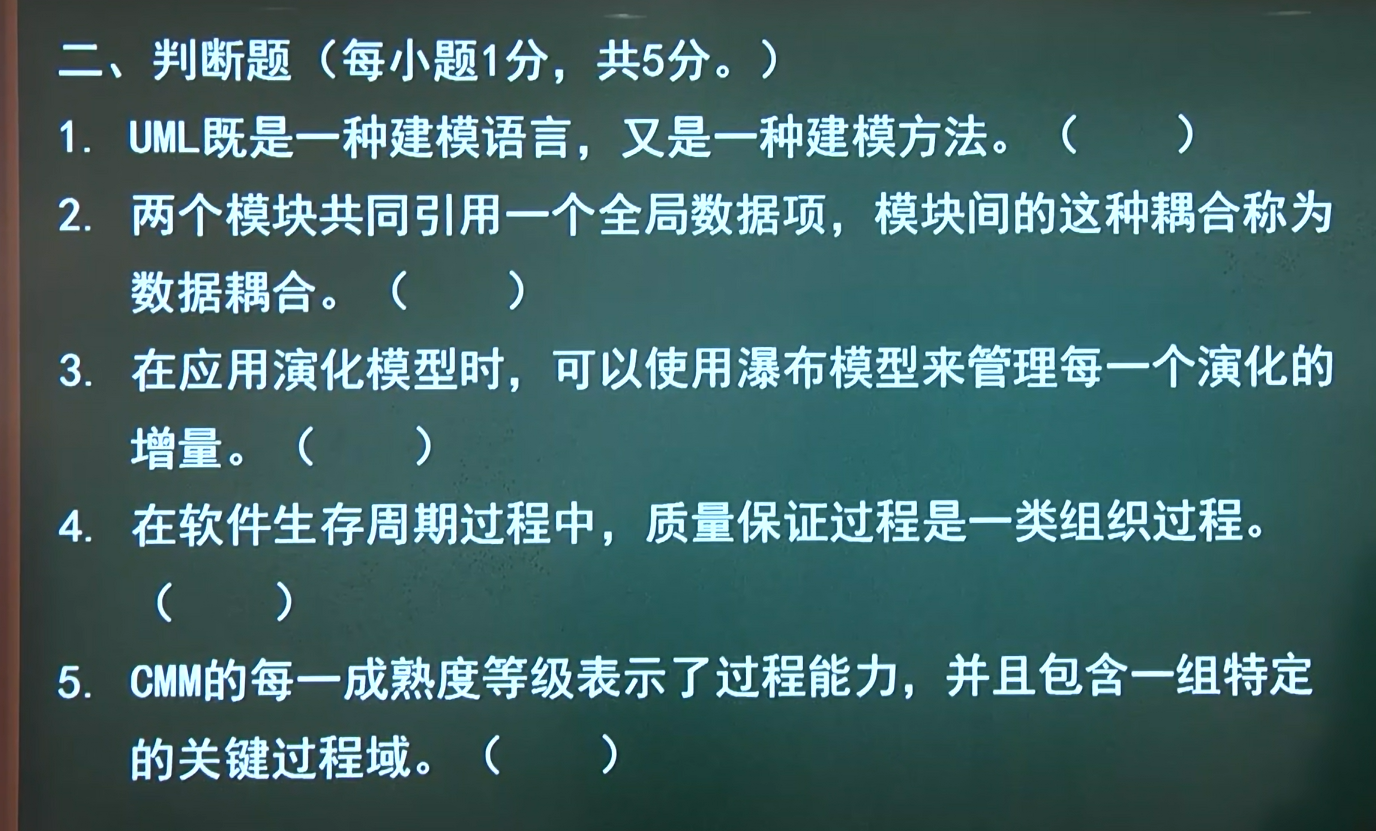 二、判断题（每小题1分，共5分。）
1. UML既是一种建模语言，又是一种建模方法。（　　）
2. 两个模块共同引用一个全局数据项，模块间的这种耦合称为
数据耦合。（　　）
3. 在应用演化模型时，可以使用瀑布模型来管理每一个演化的
增量。（　　）
4. 在软件生存周期过程中，质量保证过程是一类组织过程。
（　　）
5. CMM的每一成熟度等级表示了过程能力，并且包含一组特定
的关键过程域。（　　）